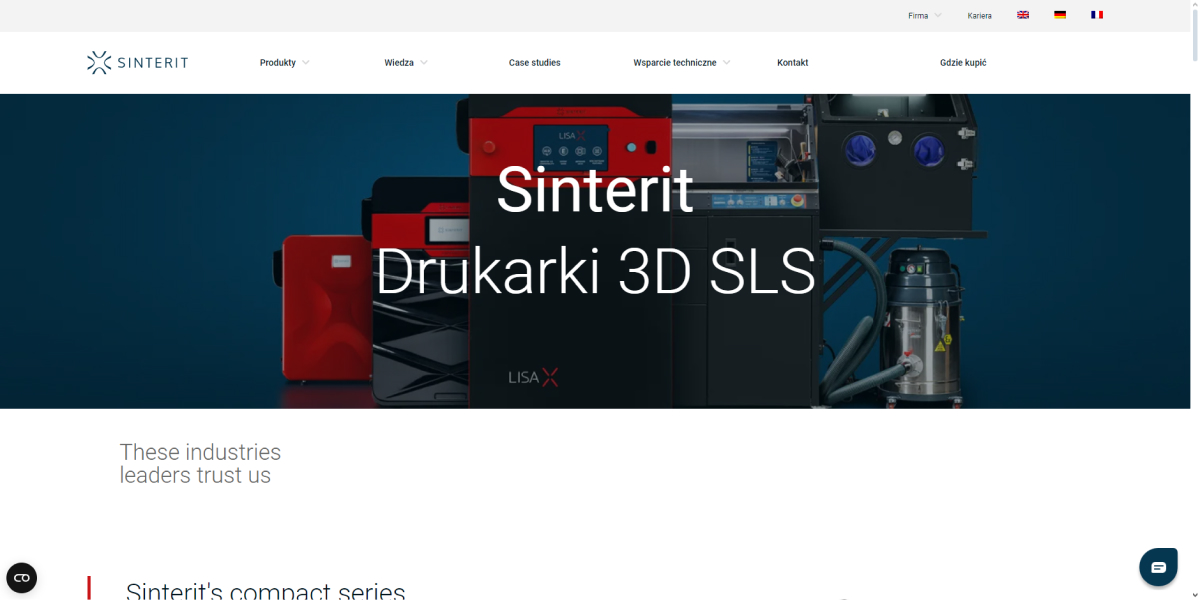 Firma
Kariera
SINTERIT
Produkty
Wiedza
Case studies
Wsparcie techniczne
Kontakt
Gdzie kupić
LISA X
Sinterit
Drukarki 3D SLS
LISA X
These industries
leaders trust us
Sinterit's compact series